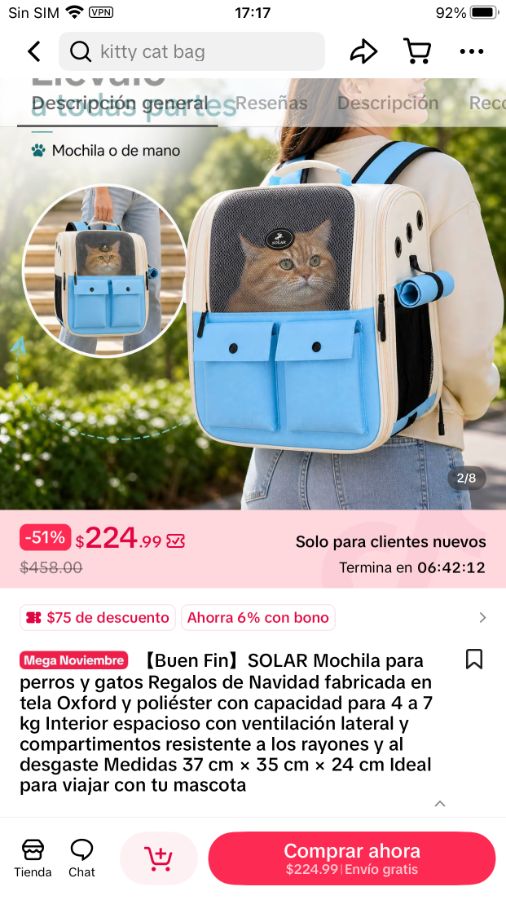 Sin SIM VPN 17:17 92%
kitty cat bag
Llévalo
a todas partes
Descripción general Reseñas Descripción Reco
Mochila o de mano
SOLAR
2/8
-51% $224.99 Solo para clientes nuevos
$458.00 Termina en 06:42:12
$75 de descuento Ahorra 6% con bono
Mega Noviembre 【Buen Fin】SOLAR Mochila para
perros y gatos Regalos de Navidad fabricada en
tela Oxford y poliéster con capacidad para 4 a 7
kg Interior espacioso con ventilación lateral y
compartimentos resistente a los rayones y al
desgaste Medidas 37 cm × 35 cm × 24 cm Ideal
para viajar con tu mascota
Comprar ahora
Tienda Chat $224.99 | Envío gratis